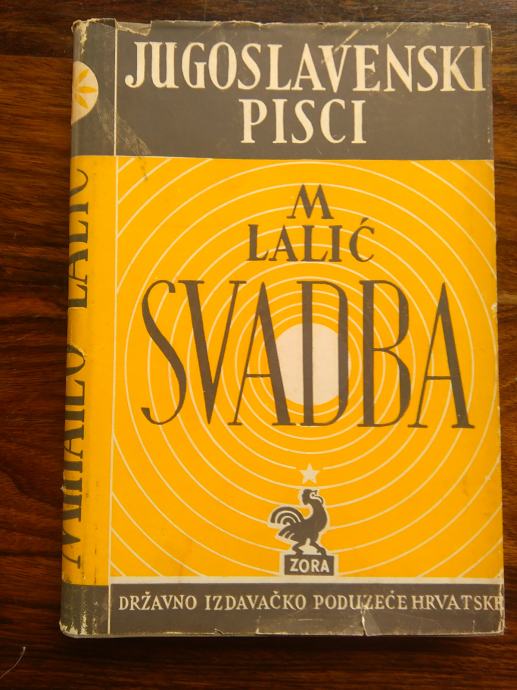 JUGOSLAVENSKI
PISCI
M
LALIĆ
SVADBA
ZORA
DRŽAVNO IZDAVAČKO PODUZEĆE HRVATSKE
MIHAILO LALIĆ